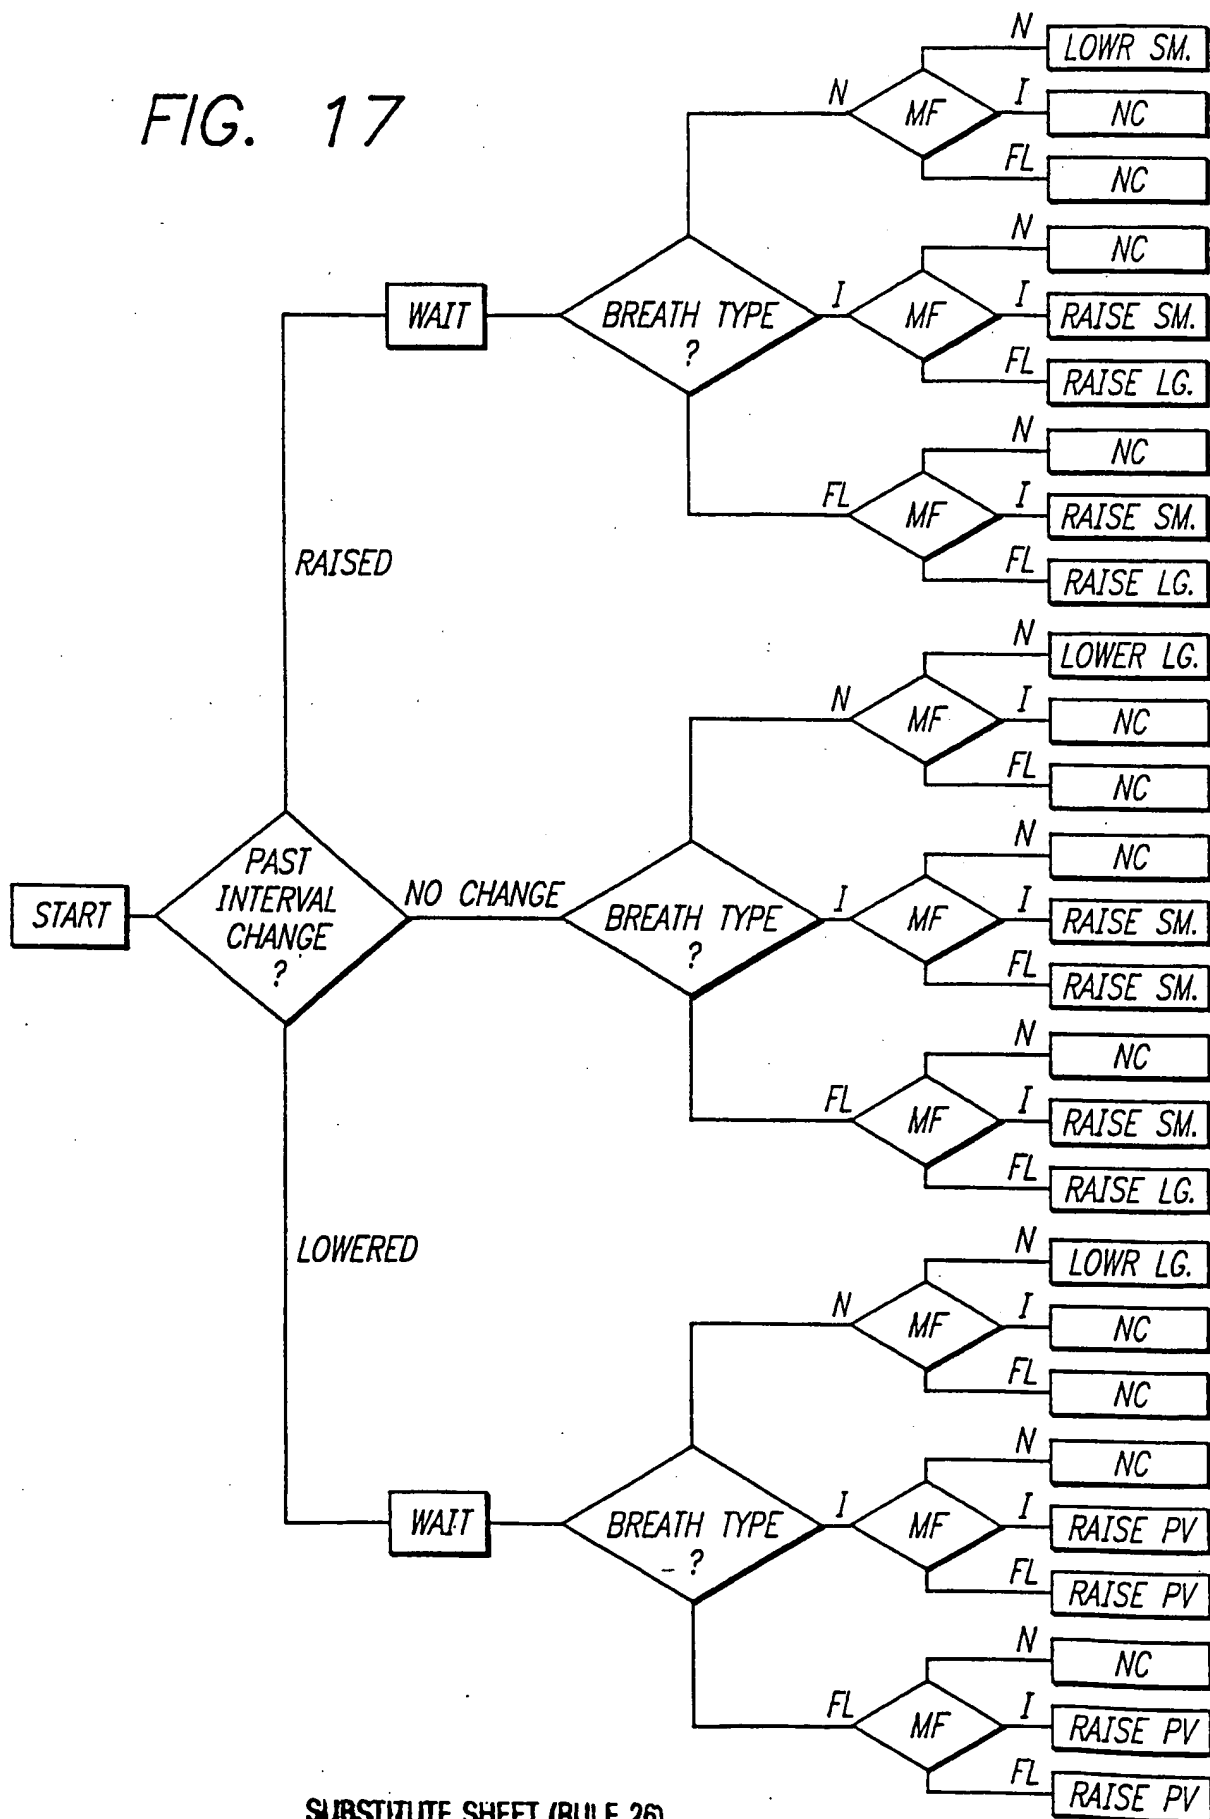 FIG. 17
N
LOWR SM.
N
MF
I
NC
FL
NC
N
NC
WAIT
BREATH TYPE
?
I
MF
I
RAISE SM.
FL
RAISE LG.
N
NC
FL
MF
I
RAISE SM.
FL
RAISE LG.
RAISED
N
LOWER LG.
N
MF
I
NC
FL
NC
N
NC
START
PAST
INTERVAL
CHANGE
?
NO CHANGE
BREATH TYPE
?
I
MF
I
RAISE SM.
FL
RAISE SM.
N
NC
FL
MF
I
RAISE SM.
FL
RAISE LG.
LOWERED
N
LOWR LG.
N
MF
I
NC
FL
NC
N
NC
WAIT
BREATH TYPE
?
I
MF
I
RAISE PV
FL
RAISE PV
N
NC
FL
MF
I
RAISE PV
FL
RAISE PV
SUBSTITUTE SHEET (RULE 26)